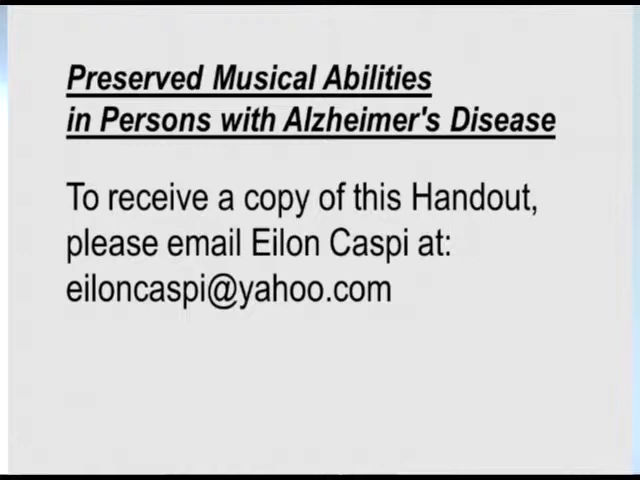 Preserved Musical Abilities
in Persons with Alzheimer's Disease
To receive a copy of this Handout,
please email Eilon Caspi at:
eiloncaspi@yahoo.com